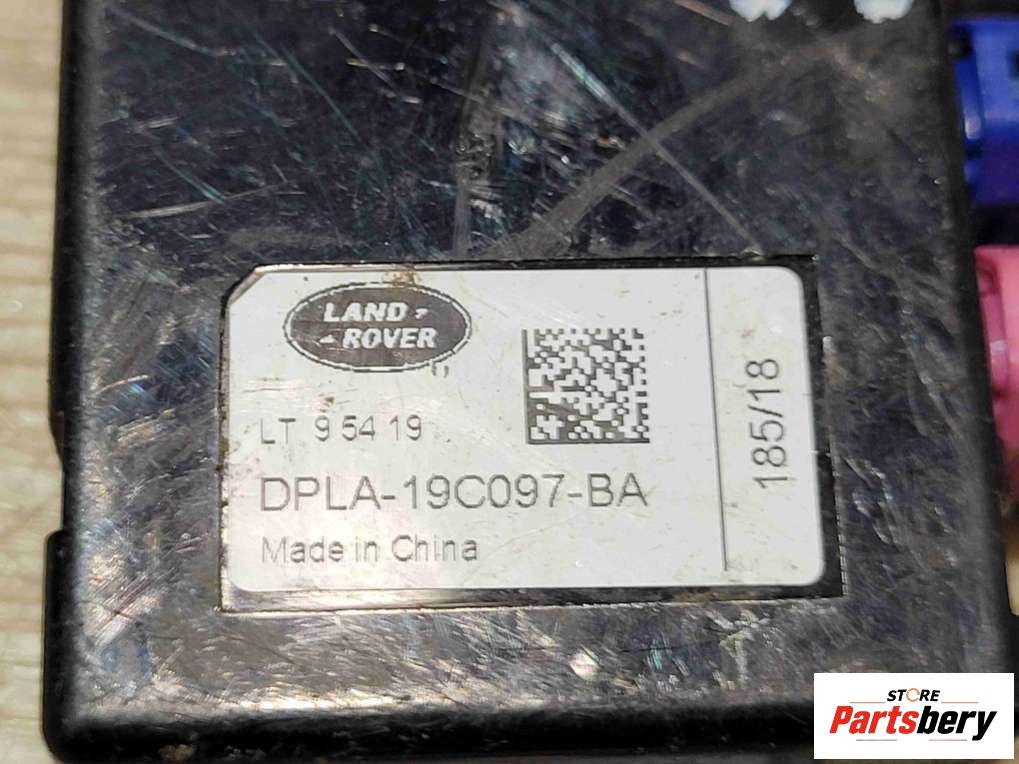 LAND
ROVER
LT 9 54 19
DPLA-19C097-BA
Made in China
185/18
STORE
Partsbery